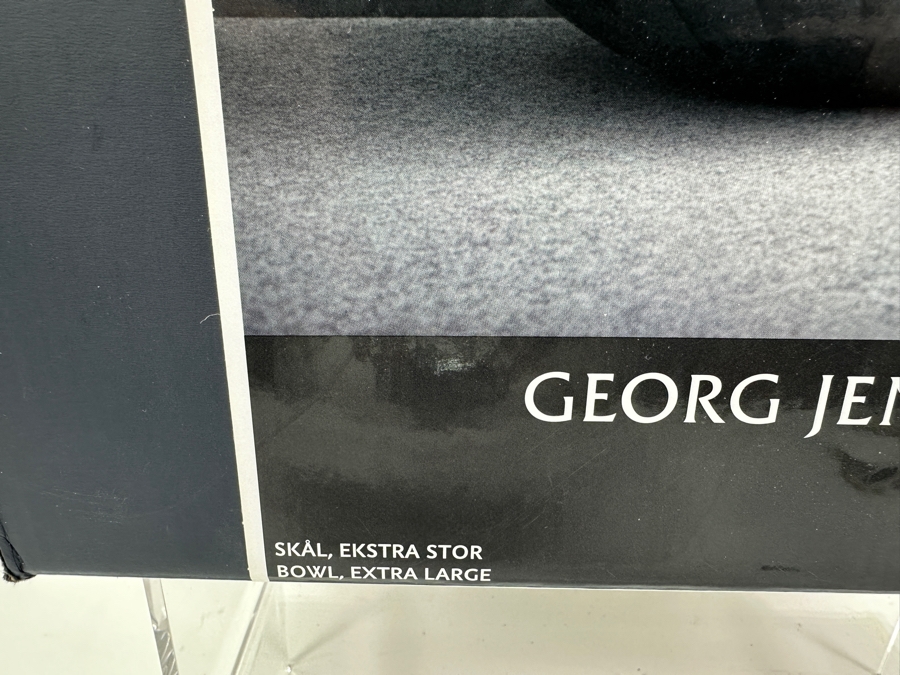 GEORG JEN
SKÅL, EKSTRA STOR
BOWL, EXTRA LARGE